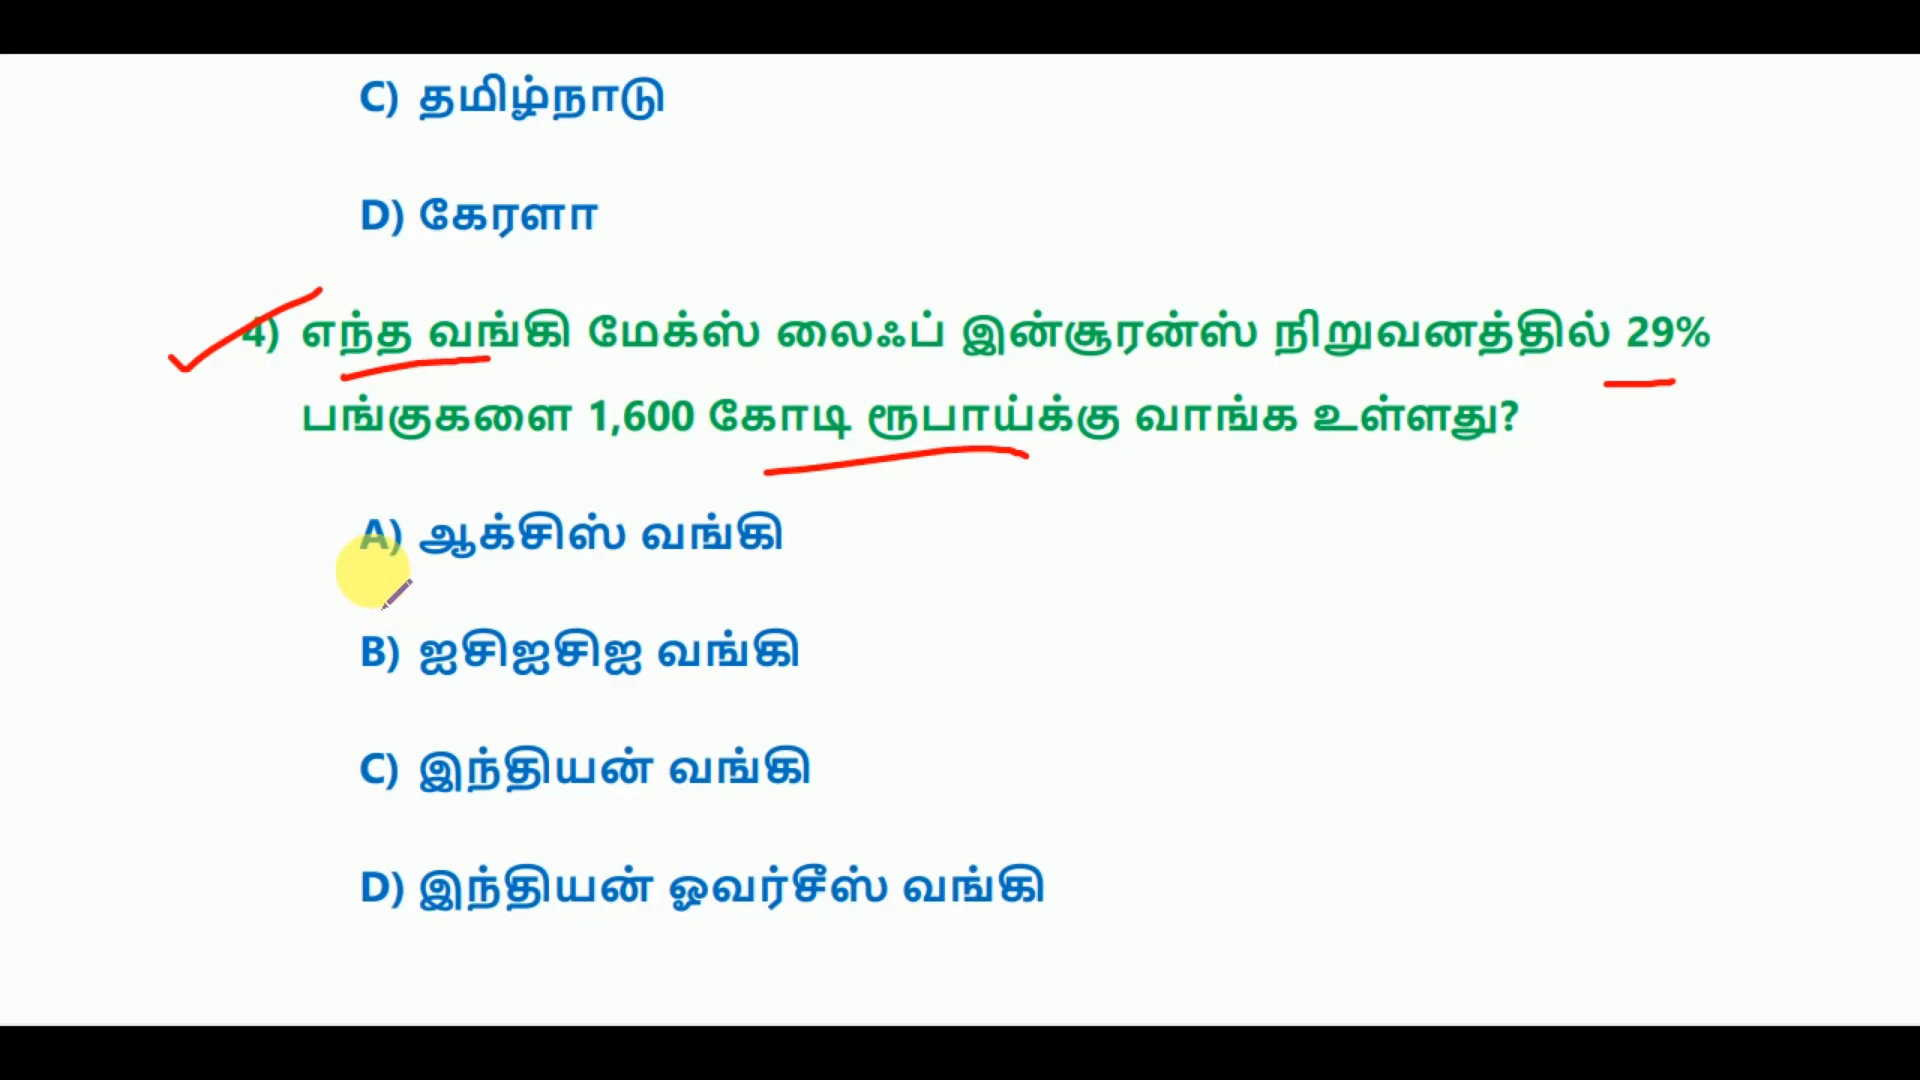 C) தமிழ்நாடு
D) கேரளா
4) எந்த வங்கி மேக்ஸ் லைஃப் இன்சூரன்ஸ் நிறுவனத்தில் 29%
பங்குகளை 1,600 கோடி ரூபாய்க்கு வாங்க உள்ளது?
A) ஆக்சிஸ் வங்கி
B) ஐசிஐசிஐ வங்கி
C) இந்தியன் வங்கி
D) இந்தியன் ஓவர்சீஸ் வங்கி